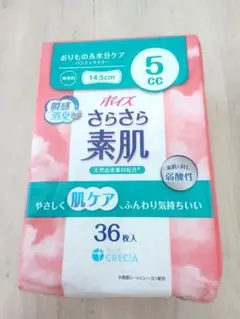 おりもの&水分ケア
パンティライナー
無香料
14.5cm
5
cc
瞬感
消臭
ポイズ
さらさら
素肌
天然由来素材配合
素肌と同じ
弱酸性
やさしく 肌ケア、ふんわり気持ちいい
36枚入
CRECIA